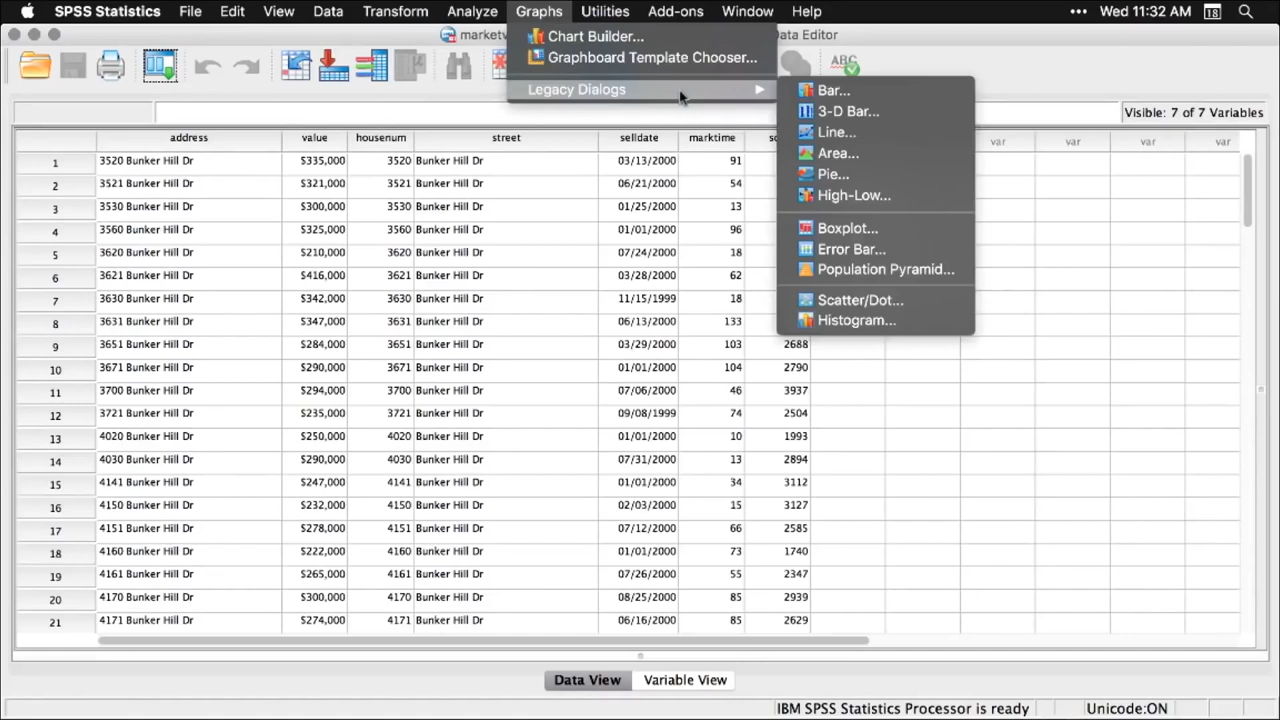 SPSS Statistics File Edit View Data Transform Analyze Graphs Utilities Add-ons Window Help ••• Wed 11:32 AM 18
Data Editor
Chart Builder...
Graphboard Template Chooser...
Legacy Dialogs
ABC
Bar...
3-D Bar...
Line...
Area...
Pie...
High-Low...
Boxplot...
Error Bar...
Population Pyramid...
Scatter/Dot...
Histogram...
Visible: 7 of 7 Variables
address value housenum street selldate marktime var var var var
1 3520 Bunker Hill Dr $335,000 3520 Bunker Hill Dr 03/13/2000 91
2 3521 Bunker Hill Dr $321,000 3521 Bunker Hill Dr 06/21/2000 54
3 3530 Bunker Hill Dr $300,000 3530 Bunker Hill Dr 01/25/2000 13
4 3560 Bunker Hill Dr $325,000 3560 Bunker Hill Dr 01/01/2000 96
5 3620 Bunker Hill Dr $210,000 3620 Bunker Hill Dr 07/24/2000 18
6 3621 Bunker Hill Dr $416,000 3621 Bunker Hill Dr 03/28/2000 62
7 3630 Bunker Hill Dr $342,000 3630 Bunker Hill Dr 11/15/1999 18
8 3631 Bunker Hill Dr $347,000 3631 Bunker Hill Dr 06/13/2000 133
9 3651 Bunker Hill Dr $284,000 3651 Bunker Hill Dr 03/29/2000 103 2688
10 3671 Bunker Hill Dr $290,000 3671 Bunker Hill Dr 01/01/2000 104 2790
11 3700 Bunker Hill Dr $294,000 3700 Bunker Hill Dr 07/06/2000 46 3937
12 3721 Bunker Hill Dr $235,000 3721 Bunker Hill Dr 09/08/1999 74 2504
13 4020 Bunker Hill Dr $250,000 4020 Bunker Hill Dr 01/01/2000 10 1993
14 4030 Bunker Hill Dr $290,000 4030 Bunker Hill Dr 07/31/2000 13 2894
15 4141 Bunker Hill Dr $247,000 4141 Bunker Hill Dr 01/01/2000 34 3112
16 4150 Bunker Hill Dr $232,000 4150 Bunker Hill Dr 02/03/2000 15 3127
17 4151 Bunker Hill Dr $278,000 4151 Bunker Hill Dr 07/12/2000 66 2585
18 4160 Bunker Hill Dr $222,000 4160 Bunker Hill Dr 01/01/2000 73 1740
19 4161 Bunker Hill Dr $265,000 4161 Bunker Hill Dr 07/26/2000 55 2347
20 4170 Bunker Hill Dr $300,000 4170 Bunker Hill Dr 08/25/2000 85 2939
21 4171 Bunker Hill Dr $274,000 4171 Bunker Hill Dr 06/16/2000 85 2629
Data View Variable View
IBM SPSS Statistics Processor is ready Unicode:ON